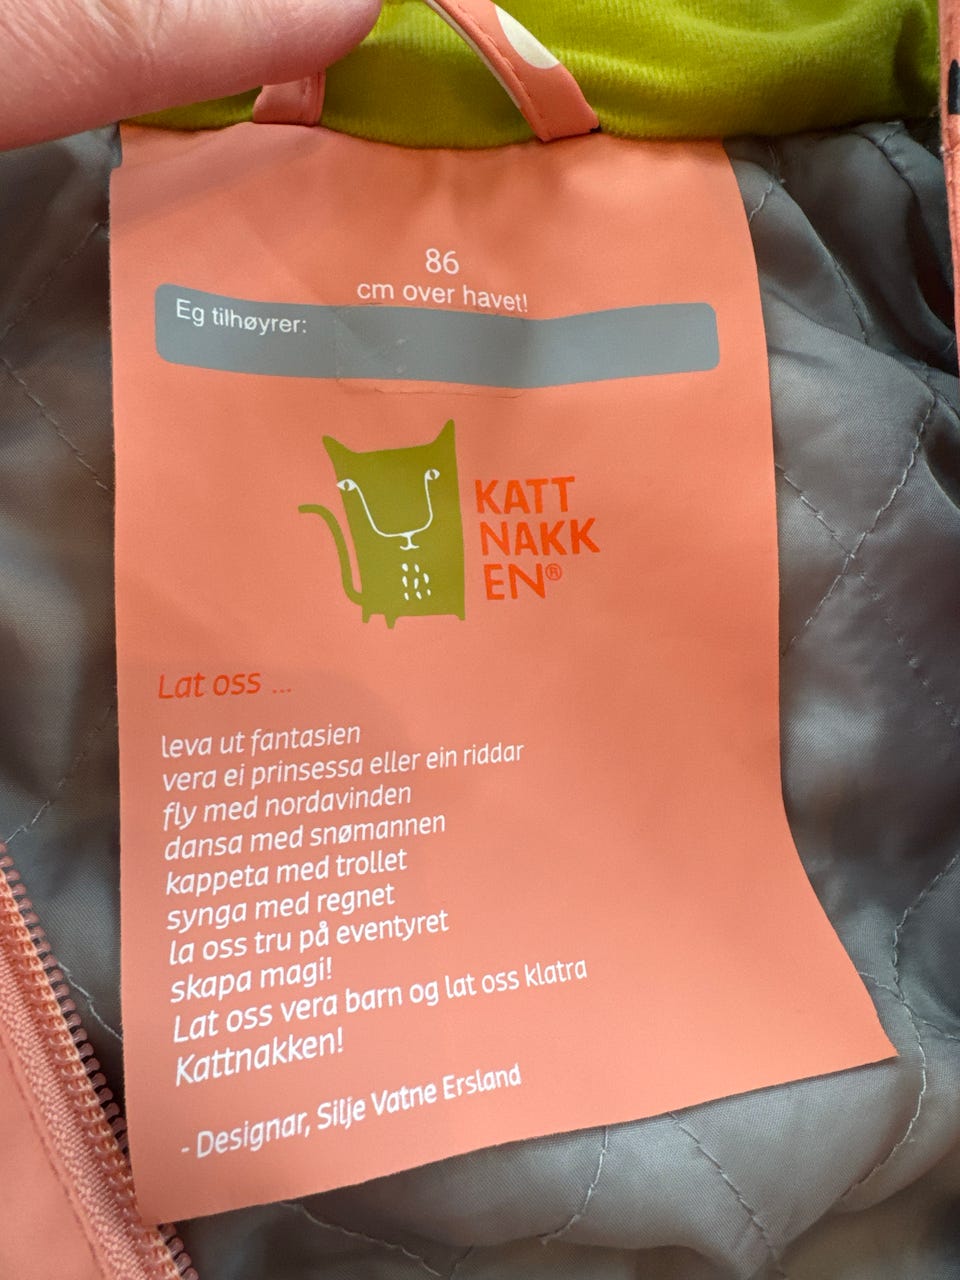 86
cm over havet!
Eg tilhøyrer:
KATT
NAKK
EN®
Lat oss ...
leva ut fantasien
vera ei prinsessa eller ein riddar
fly med nordavinden
dansa med snømannen
kappeta med trollet
synga med regnet
la oss tru på eventyret
skapa magi!
Lat oss vera barn og lat oss klatra
Kattnakken!
- Designar, Silje Vatne Ersland